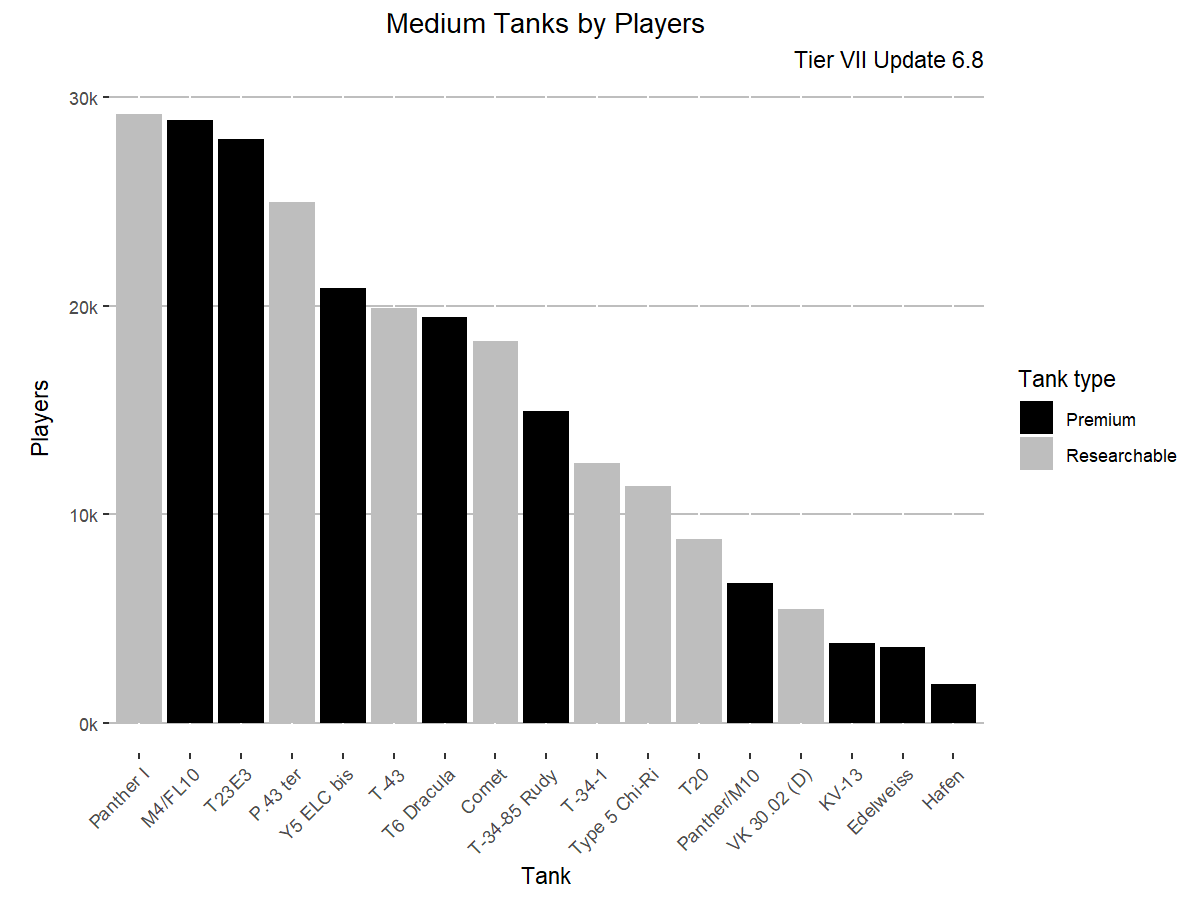 Medium Tanks by Players
Tier VII Update 6.8
30k
20k
10k
0k
Players
Panther I
M4/FL10
T23E3
P.43 ter
Y5 ELC bis
T-43
T6 Dracula
Comet
T-34-85 Rudy
T-34-1
Type 5 Chi-Ri
T20
Panther/M10
VK 30.02 (D)
KV-13
Edelweiss
Hafen
Tank
Tank type
Premium
Researchable